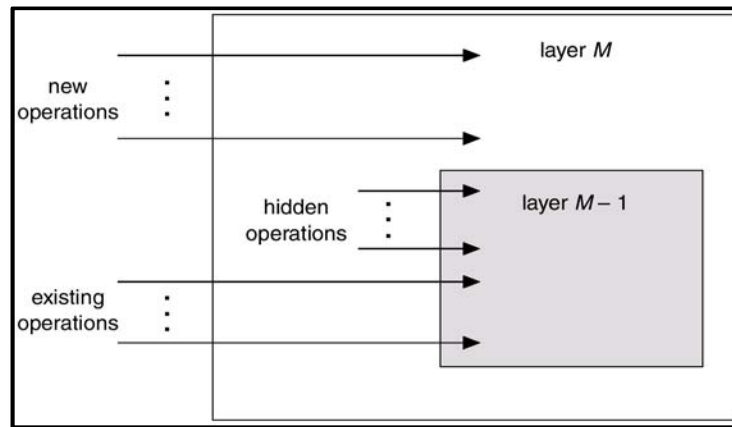 layer M
new
operations
layer M – 1
hidden
operations
existing
operations